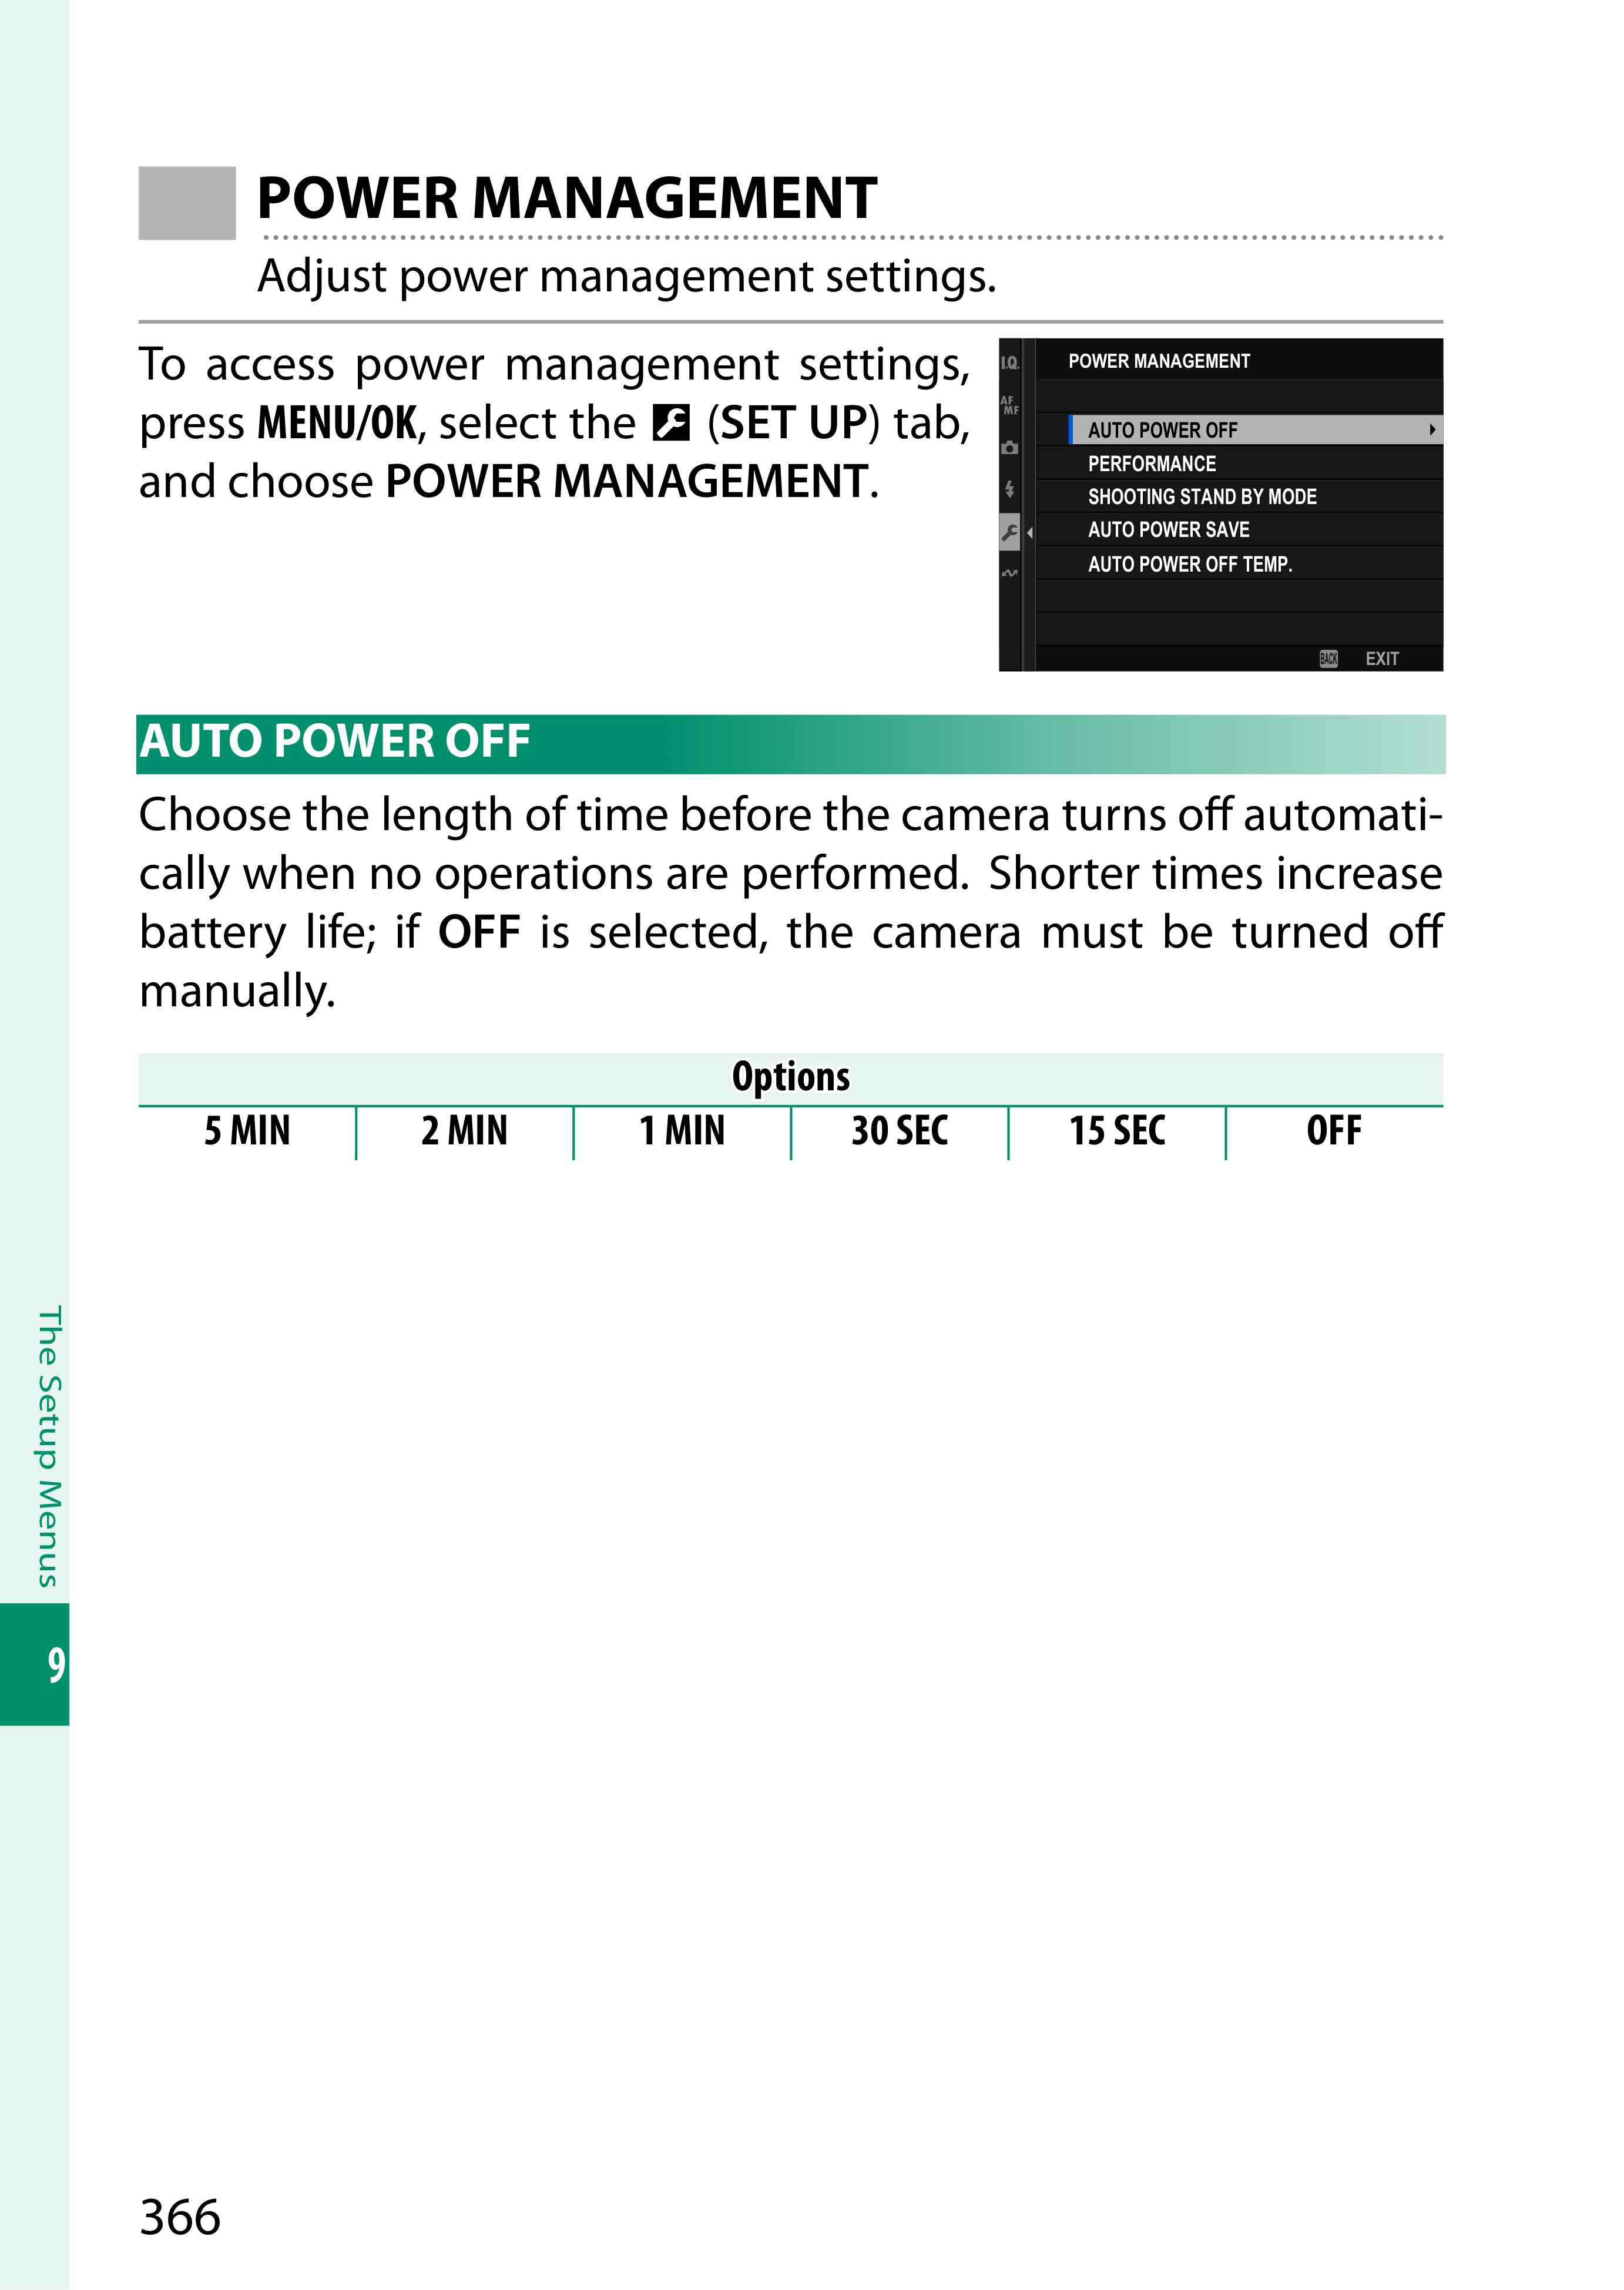 POWER MANAGEMENT
Adjust power management settings.
To access power management settings,
press MENU/OK, select the (SET UP) tab,
and choose POWER MANAGEMENT.
I.Q.
AF
MF
POWER MANAGEMENT
AUTO POWER OFF
PERFORMANCE
SHOOTING STAND BY MODE
AUTO POWER SAVE
AUTO POWER OFF TEMP.
BACK EXIT
AUTO POWER OFF
Choose the length of time before the camera turns off automati-
cally when no operations are performed. Shorter times increase
battery life; if OFF is selected, the camera must be turned off
manually.
Options
5 MIN 2 MIN 1 MIN 30 SEC 15 SEC OFF
The Setup Menus
9
366